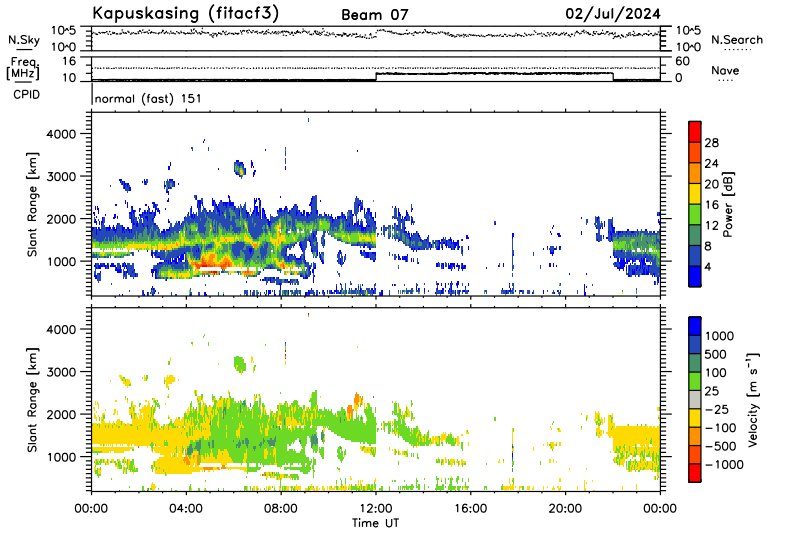 Kapuskasing (fitacf3) Beam 07 02/Jul/2024
N.Sky 10^5 10^0 10^5 10^0 N.Search
Freq. [MHz] 16 10 60 0 Nave
CPID normal (fast) 151
Slant Range [km] 4000 3000 2000 1000
Power [dB] 28 24 20 16 12 8 4
Slant Range [km] 4000 3000 2000 1000
Velocity [m s⁻¹] 1000 500 100 25 −25 −100 −500 −1000
00:00 04:00 08:00 12:00 16:00 20:00 00:00
Time UT